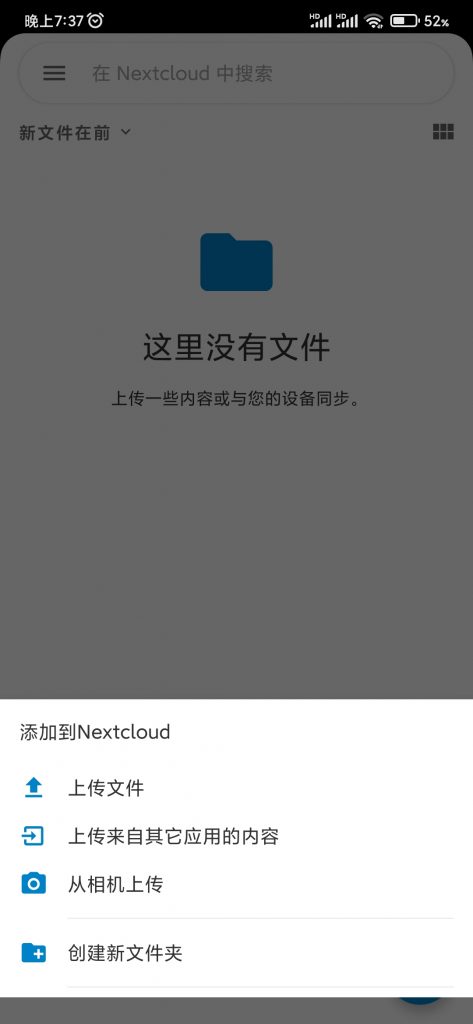 晚上7:37
HD HD 52%
在 Nextcloud 中搜索
新文件在前
这里没有文件
上传一些内容或与您的设备同步。
添加到Nextcloud
上传文件
上传来自其它应用的内容
从相机上传
创建新文件夹